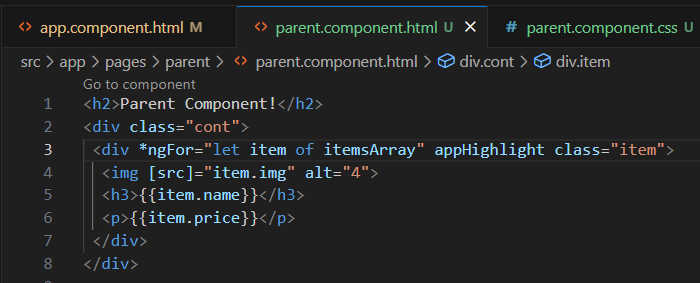 <> app.component.html M <> parent.component.html U × # parent.component.css U
src > app > pages > parent > <> parent.component.html > div.cont > div.item
Go to component
1 <h2>Parent Component!</h2>
2 <div class="cont">
3 <div *ngFor="let item of itemsArray" appHighlight class="item">
4 <img [src]="item.img" alt="4">
5 <h3>{{item.name}}</h3>
6 <p>{{item.price}}</p>
7 </div>
8 </div>